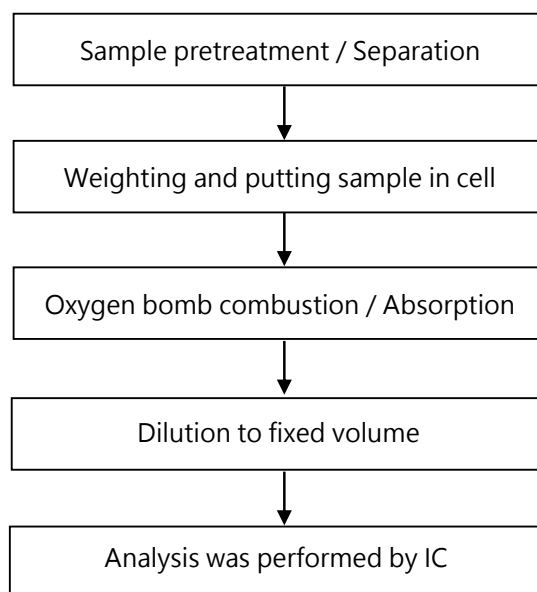 Sample pretreatment / Separation
Weighting and putting sample in cell
Oxygen bomb combustion / Absorption
Dilution to fixed volume
Analysis was performed by IC